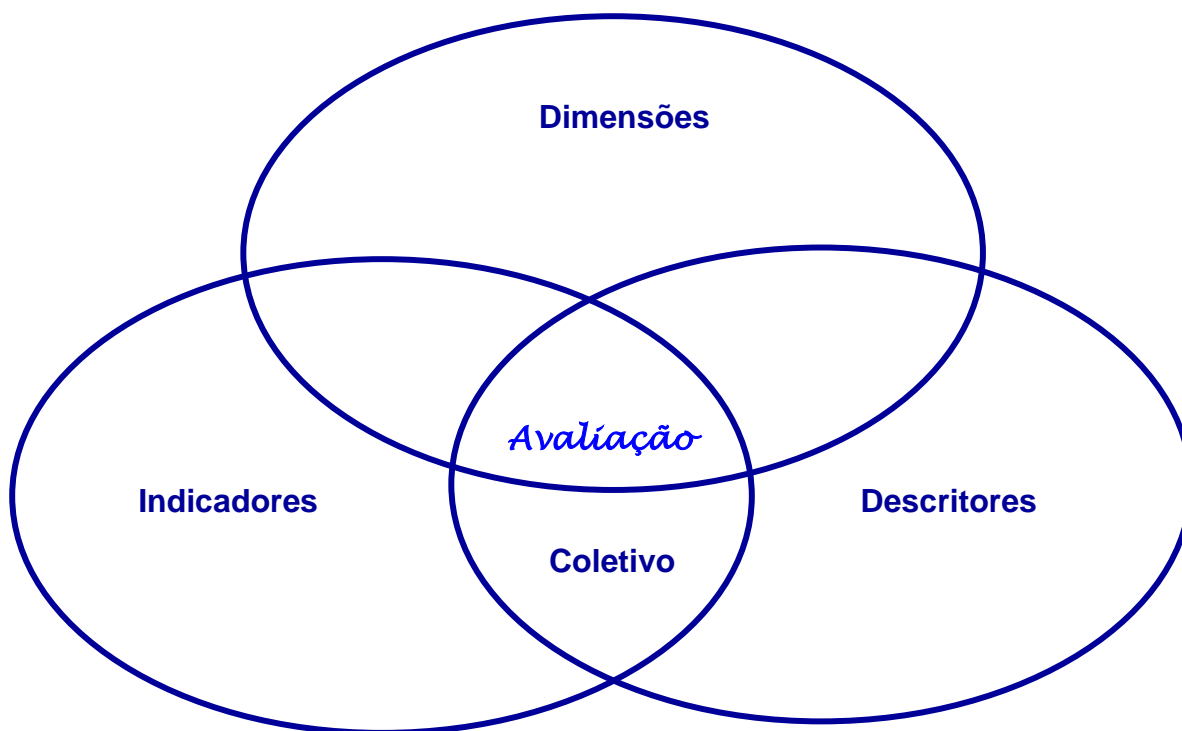 Dimensões
Avaliação
Indicadores
Descritores
Coletivo